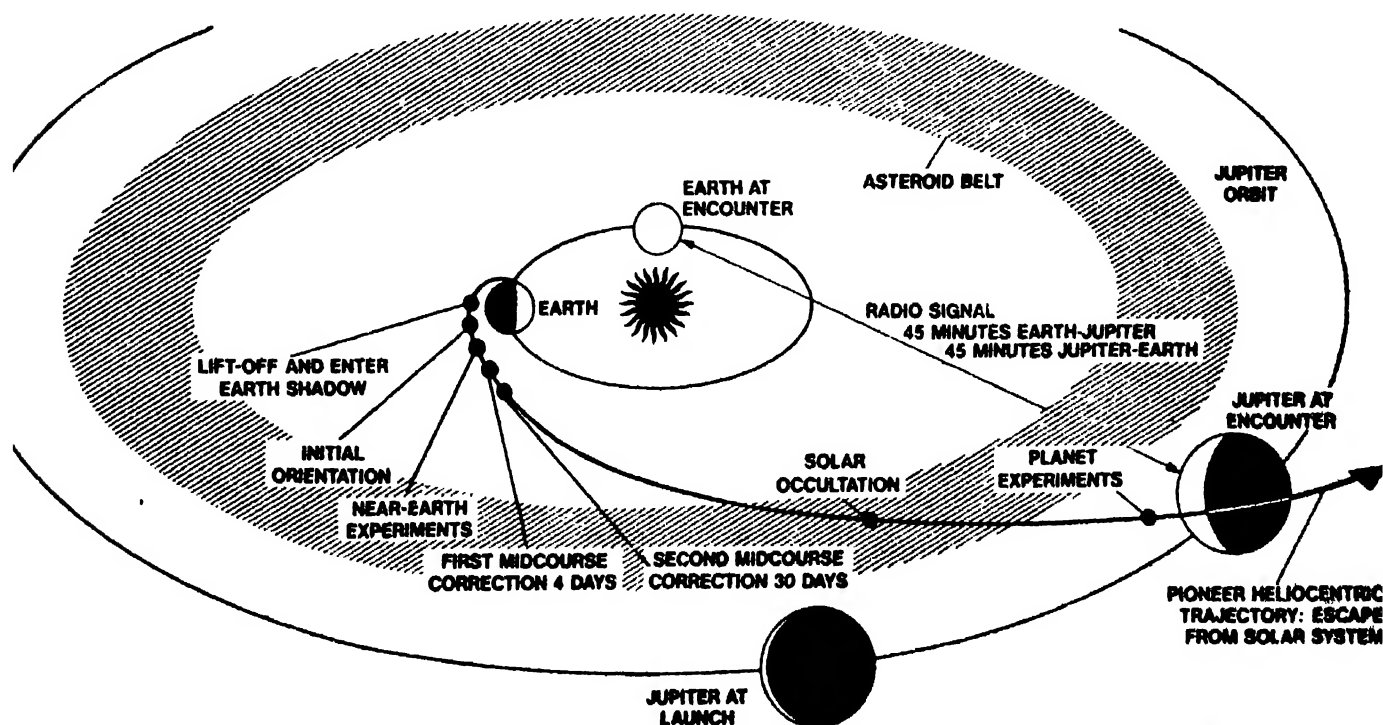 EARTH AT
ENCOUNTER
ASTEROID BELT
JUPITER
ORBIT
EARTH
RADIO SIGNAL
45 MINUTES EARTH-JUPITER
45 MINUTES JUPITER-EARTH
LIFT-OFF AND ENTER
EARTH SHADOW
INITIAL
ORIENTATION
NEAR-EARTH
EXPERIMENTS
FIRST MIDCOURSE
CORRECTION 4 DAYS
SECOND MIDCOURSE
CORRECTION 30 DAYS
SOLAR
OCCULTATION
PLANET
EXPERIMENTS
JUPITER AT
ENCOUNTER
PIONEER HELIOCENTRIC
TRAJECTORY: ESCAPE
FROM SOLAR SYSTEM
JUPITER AT
LAUNCH